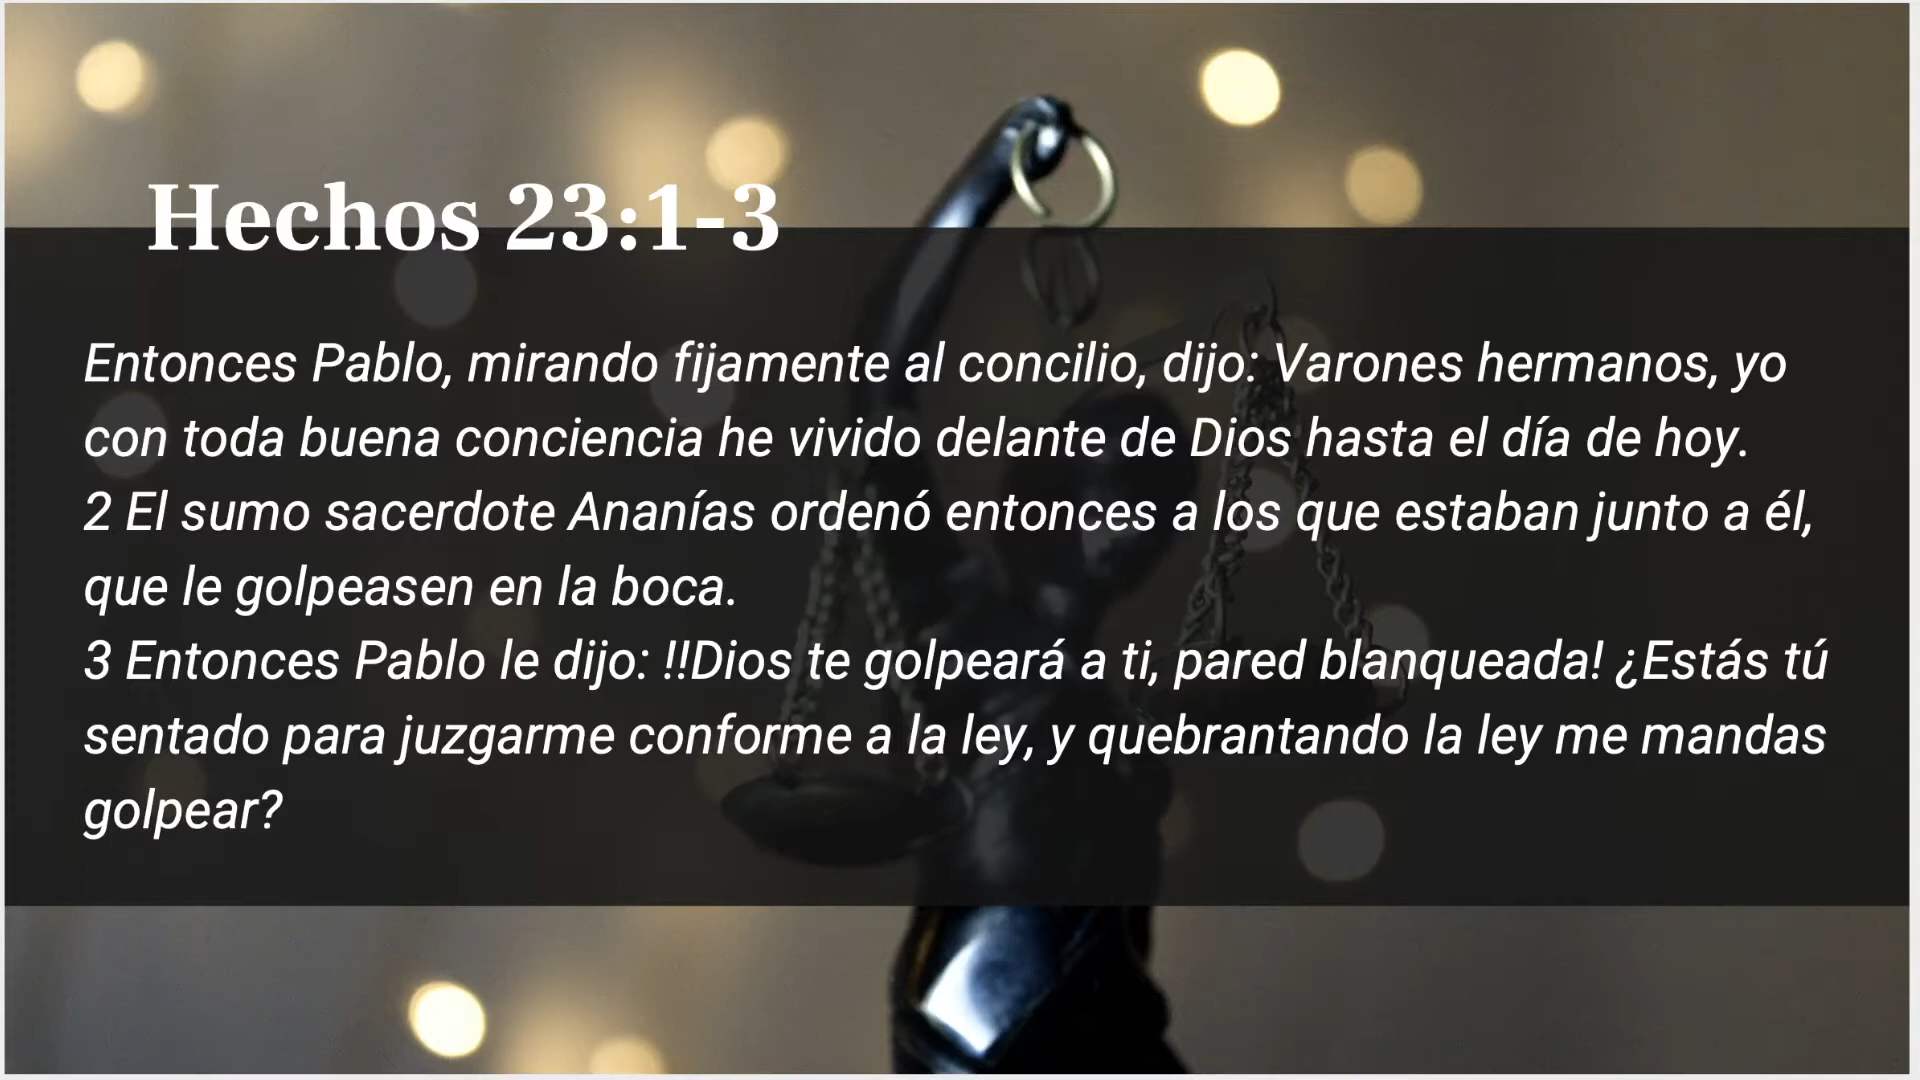 Hechos 23:1-3
Entonces Pablo, mirando fijamente al concilio, dijo: Varones hermanos, yo
con toda buena conciencia he vivido delante de Dios hasta el día de hoy.
2 El sumo sacerdote Ananías ordenó entonces a los que estaban junto a él,
que le golpeasen en la boca.
3 Entonces Pablo le dijo: !!Dios te golpeará a ti, pared blanqueada! ¿Estás tú
sentado para juzgarme conforme a la ley, y quebrantando la ley me mandas
golpear?